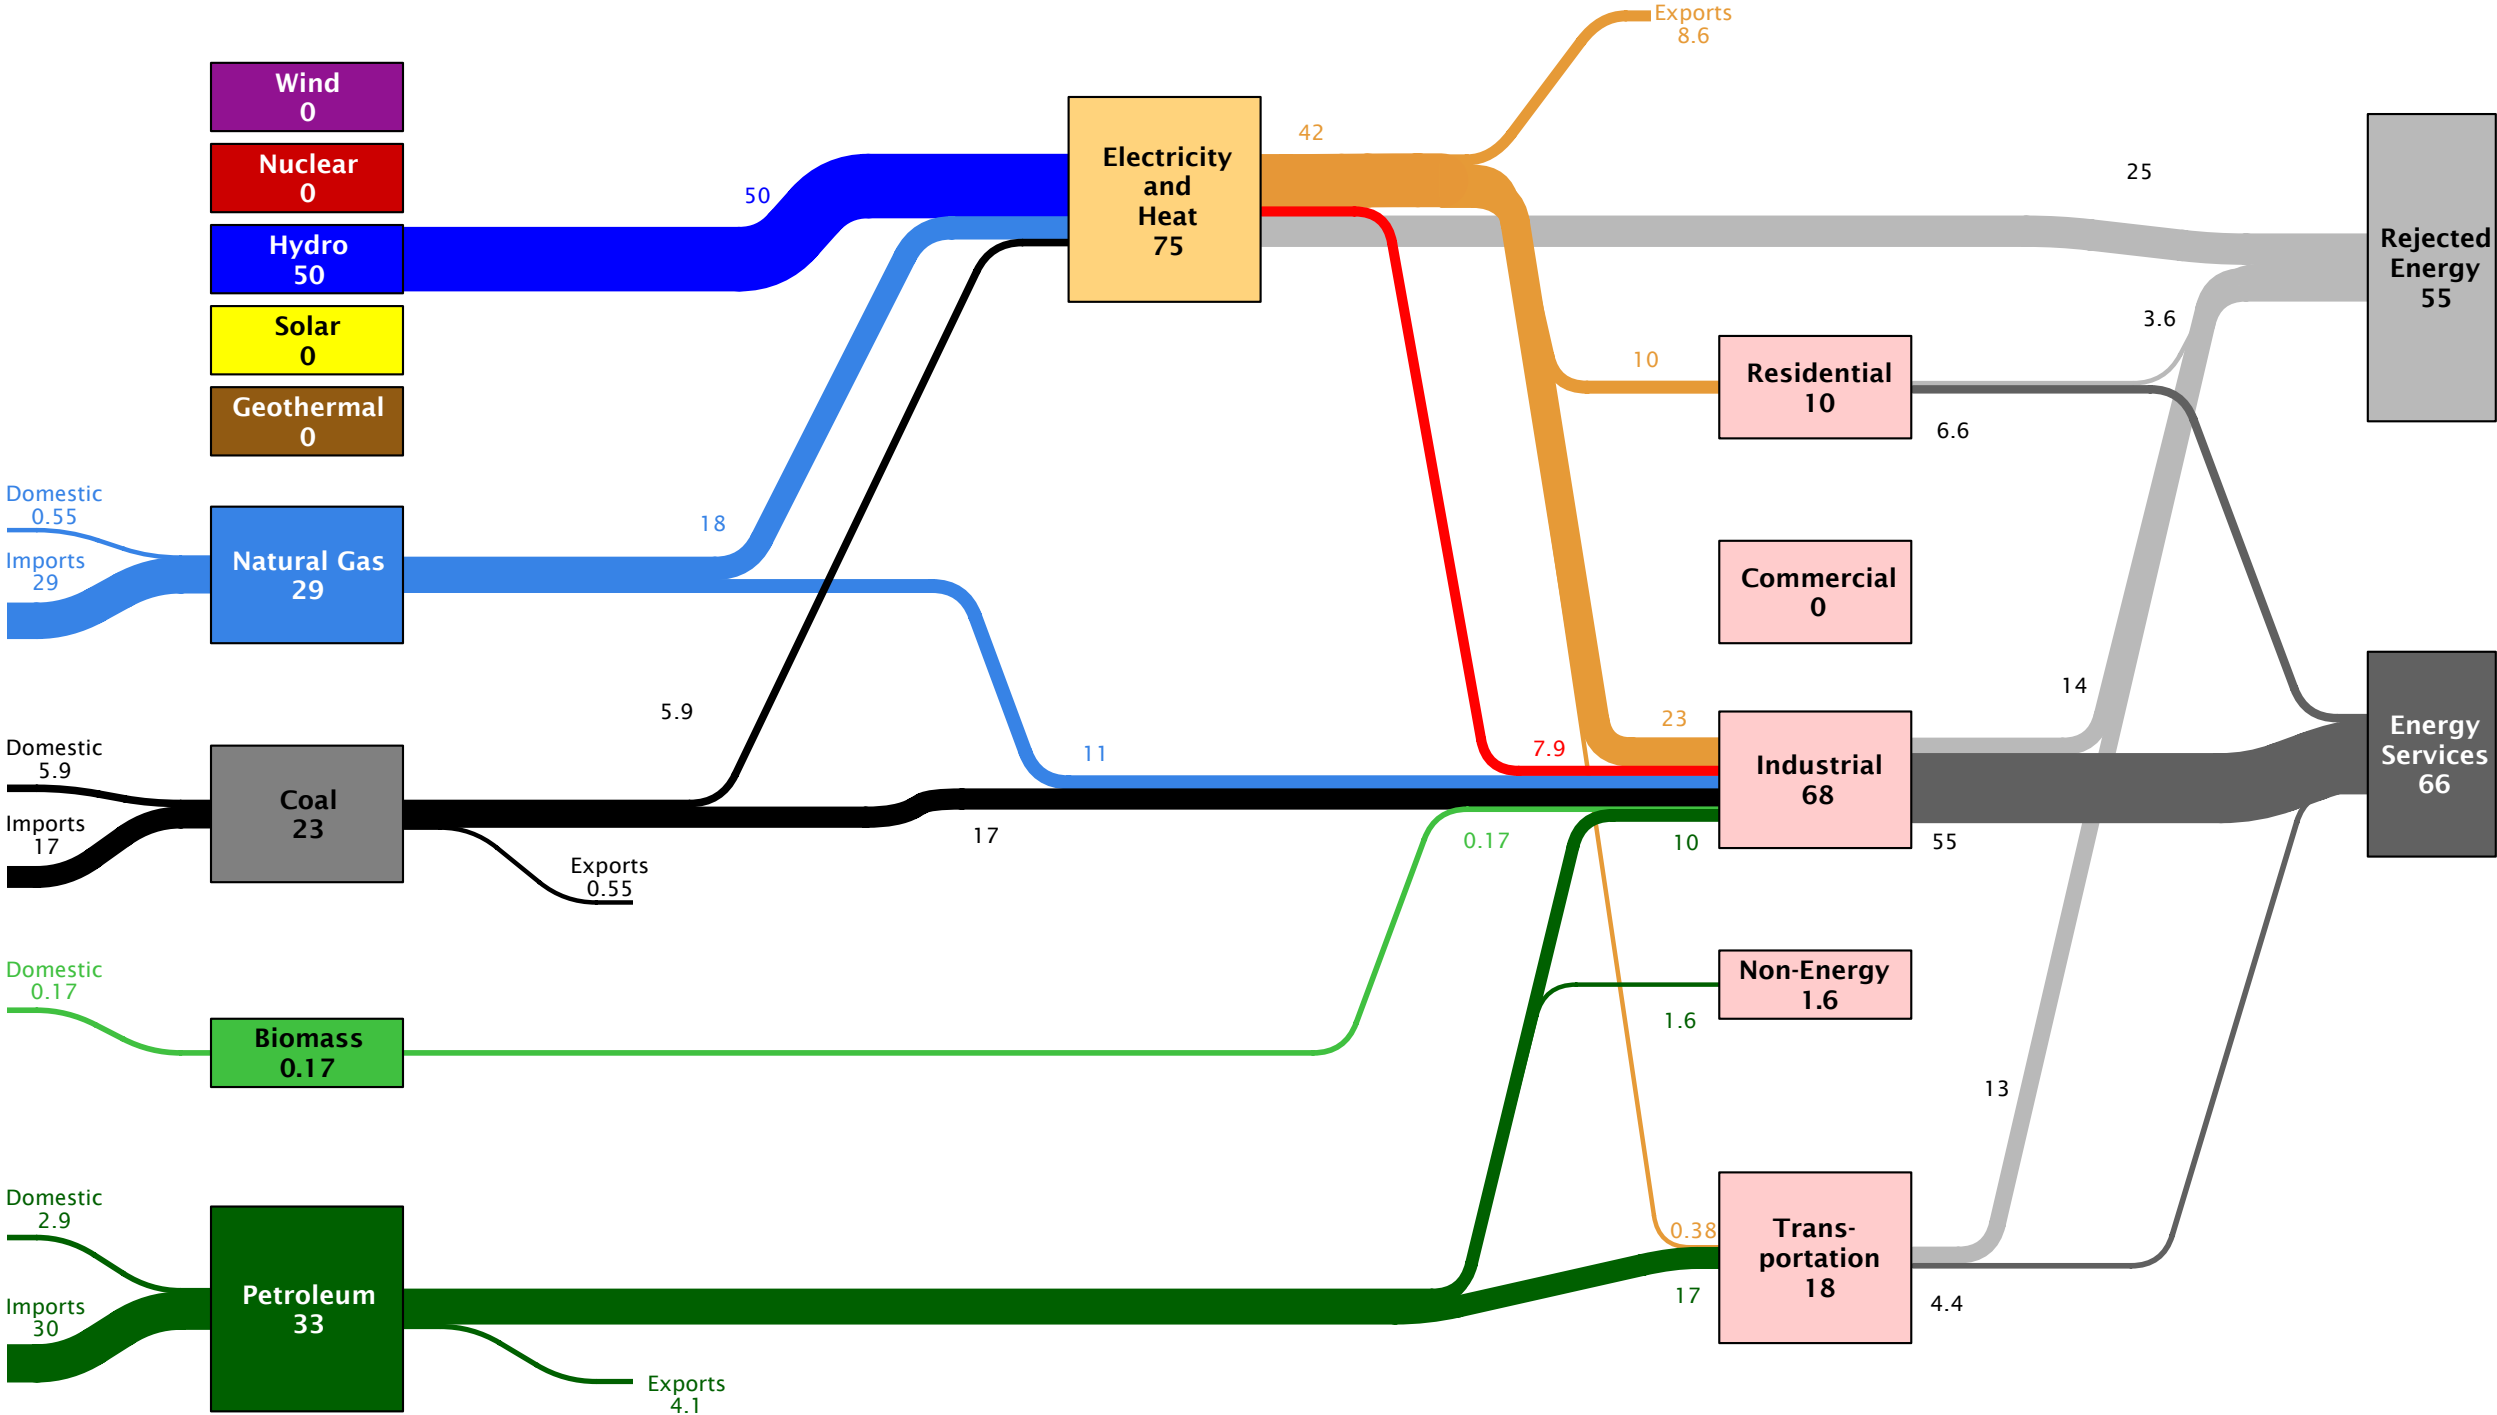 Exports
8.6
Wind
0
Nuclear
0
Hydro
50
Solar
0
Geothermal
0
50
Electricity
and
Heat
75
42
25
Rejected
Energy
55
3.6
10
Residential
10
6.6
Domestic
0.55
Imports
29
Natural Gas
29
18
Commercial
0
5.9
14
Domestic
5.9
Imports
17
Coal
23
Exports
0.55
11
17
23
7.9
0.17
10
Industrial
68
55
Energy
Services
66
Domestic
0.17
Biomass
0.17
Non-Energy
1.6
1.6
13
Domestic
2.9
Imports
30
Petroleum
33
Exports
4.1
0.38
17
Trans-
portation
18
4.4